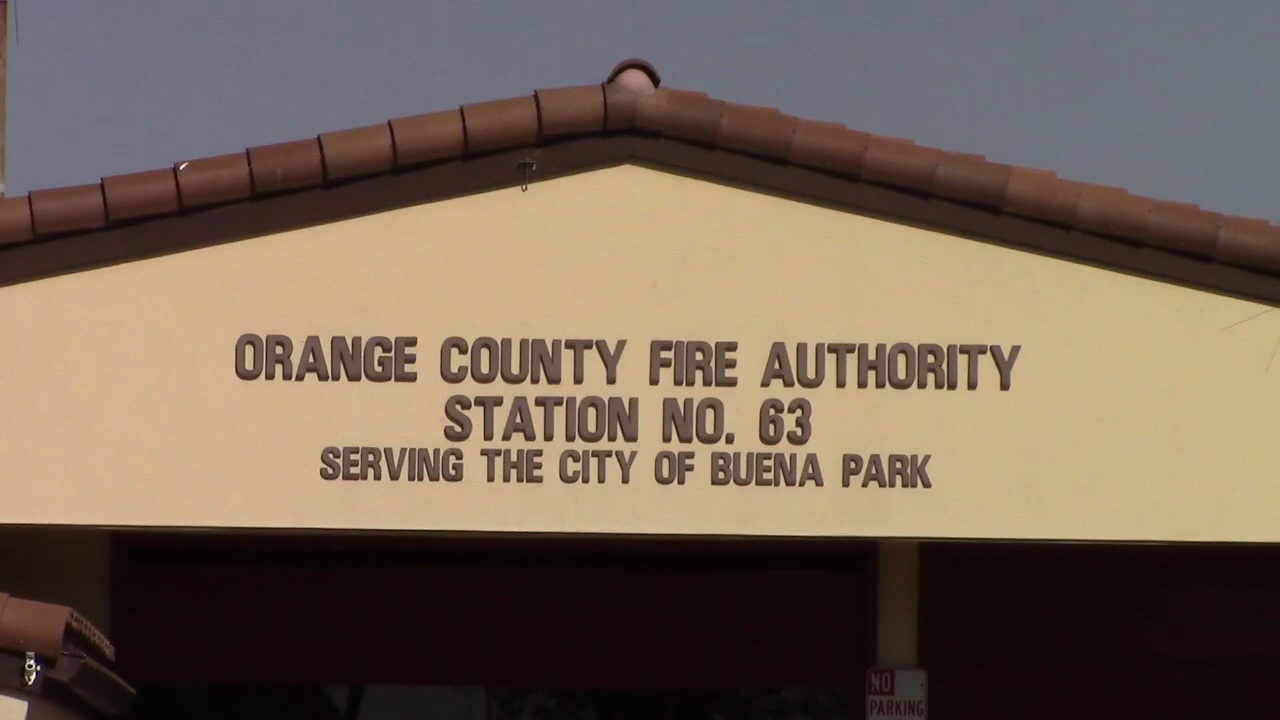 ORANGE COUNTY FIRE AUTHORITY
STATION NO. 63
SERVING THE CITY OF BUENA PARK
NO
PARKING